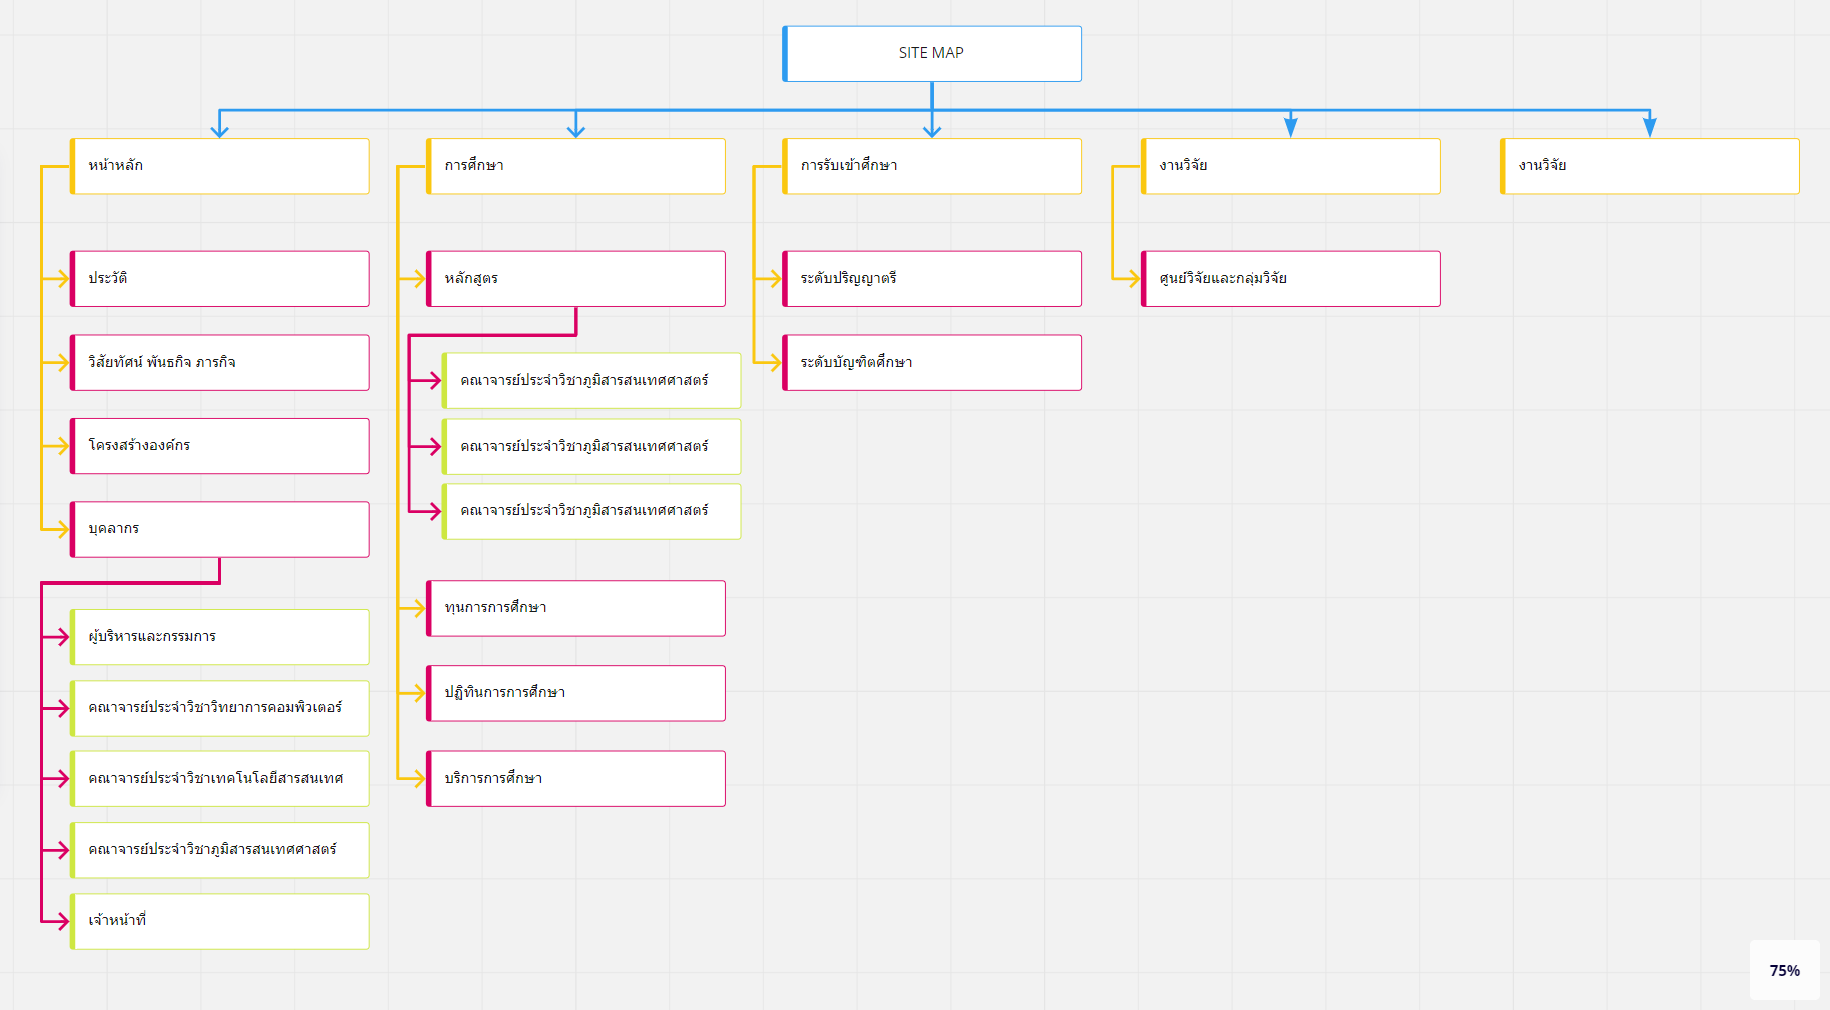 SITE MAP
หน้าหลัก
ประวัติ
วิสัยทัศน์ พันธกิจ ภารกิจ
โครงสร้างองค์กร
บุคลากร
ผู้บริหารและกรรมการ
คณาจารย์ประจำวิชาวิทยาการคอมพิวเตอร์
คณาจารย์ประจำวิชาเทคโนโลยีสารสนเทศ
คณาจารย์ประจำวิชาภูมิสารสนเทศศาสตร์
เจ้าหน้าที่
การศึกษา
หลักสูตร
คณาจารย์ประจำวิชาภูมิสารสนเทศศาสตร์
คณาจารย์ประจำวิชาภูมิสารสนเทศศาสตร์
คณาจารย์ประจำวิชาภูมิสารสนเทศศาสตร์
ทุนการการศึกษา
ปฏิทินการการศึกษา
บริการการศึกษา
การรับเข้าศึกษา
ระดับปริญญาตรี
ระดับบัญฑิตศึกษา
งานวิจัย
ศูนย์วิจัยและกลุ่มวิจัย
งานวิจัย
75%